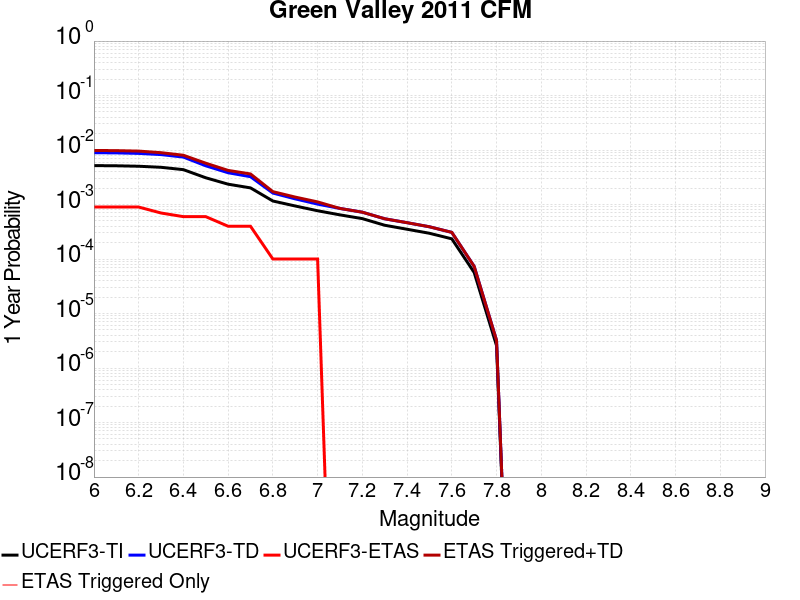 Green Valley 2011 CFM
1 Year Probability
10^0
10^-1
10^-2
10^-3
10^-4
10^-5
10^-6
10^-7
10^-8
6 6.2 6.4 6.6 6.8 7 7.2 7.4 7.6 7.8 8 8.2 8.4 8.6 8.8 9
Magnitude
UCERF3-TI UCERF3-TD UCERF3-ETAS ETAS Triggered+TD
ETAS Triggered Only